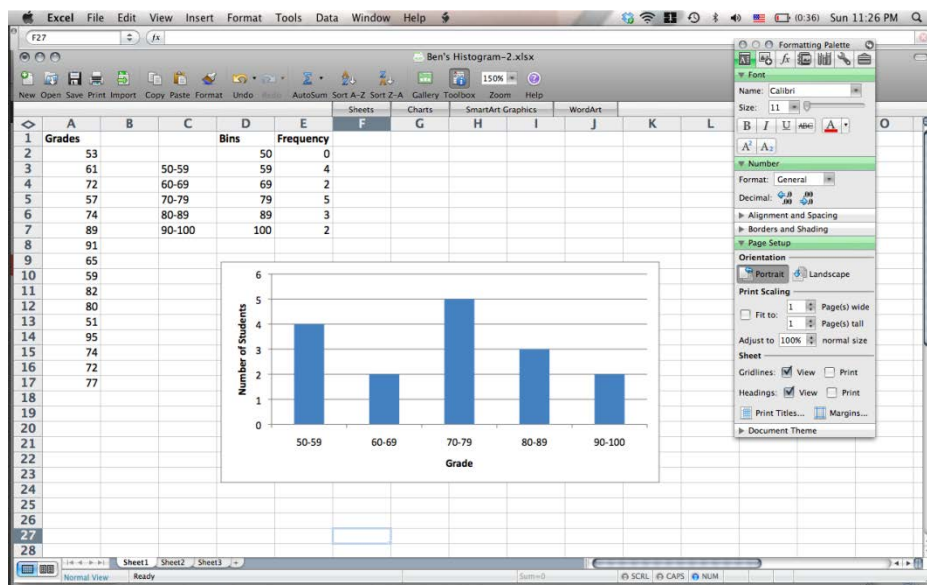 Excel File Edit View Insert Format Tools Data Window Help (0:36) Sun 11:26 PM
F27 fx
Ben's Histogram-2.xlsx
150%
New Open Save Print Import Copy Paste Format Undo Redo AutoSum Sort A-Z Sort Z-A Gallery Toolbox Zoom Help
Sheets Charts SmartArt Graphics WordArt
A B C D E F G H I J K L O
1 Grades Bins Frequency
2 53 50 0
3 61 50-59 59 4
4 72 60-69 69 2
5 57 70-79 79 5
6 74 80-89 89 3
7 89 90-100 100 2
8 91
9 65
10 59
11 82
12 80
13 51
14 95
15 74
16 72
17 77
18
19
20
21
22
23
24
25
26
27
28
6
5
4
3
2
1
0
Number of Students
50-59 60-69 70-79 80-89 90-100
Grade
Formatting Palette
Font
Name: Calibri
Size: 11
B I U ABC A
A² A₂
Number
Format: General
Decimal: .0 .00 .00 .0
Alignment and Spacing
Borders and Shading
Page Setup
Orientation
Portrait Landscape
Print Scaling
Fit to: 1 Page(s) wide
1 Page(s) tall
Adjust to 100% normal size
Sheet
Gridlines: View Print
Headings: View Print
Print Titles... Margins...
Document Theme
Sheet1 Sheet2 Sheet3 +
Normal View Ready Sum=0 SCRL CAPS NUM